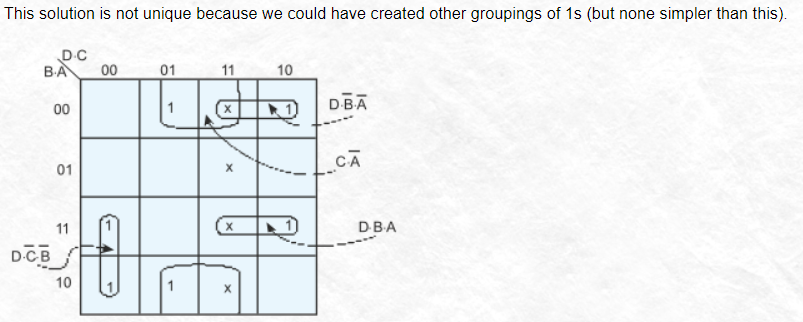 This solution is not unique because we could have created other groupings of 1s (but none simpler than this).
D·C
B·A 00 01 11 10
00 1 x 1 D·B̅·A̅
C·A̅
01 x
11 1 x 1 D·B·A
D·C̅·B̅
10 1 1 x